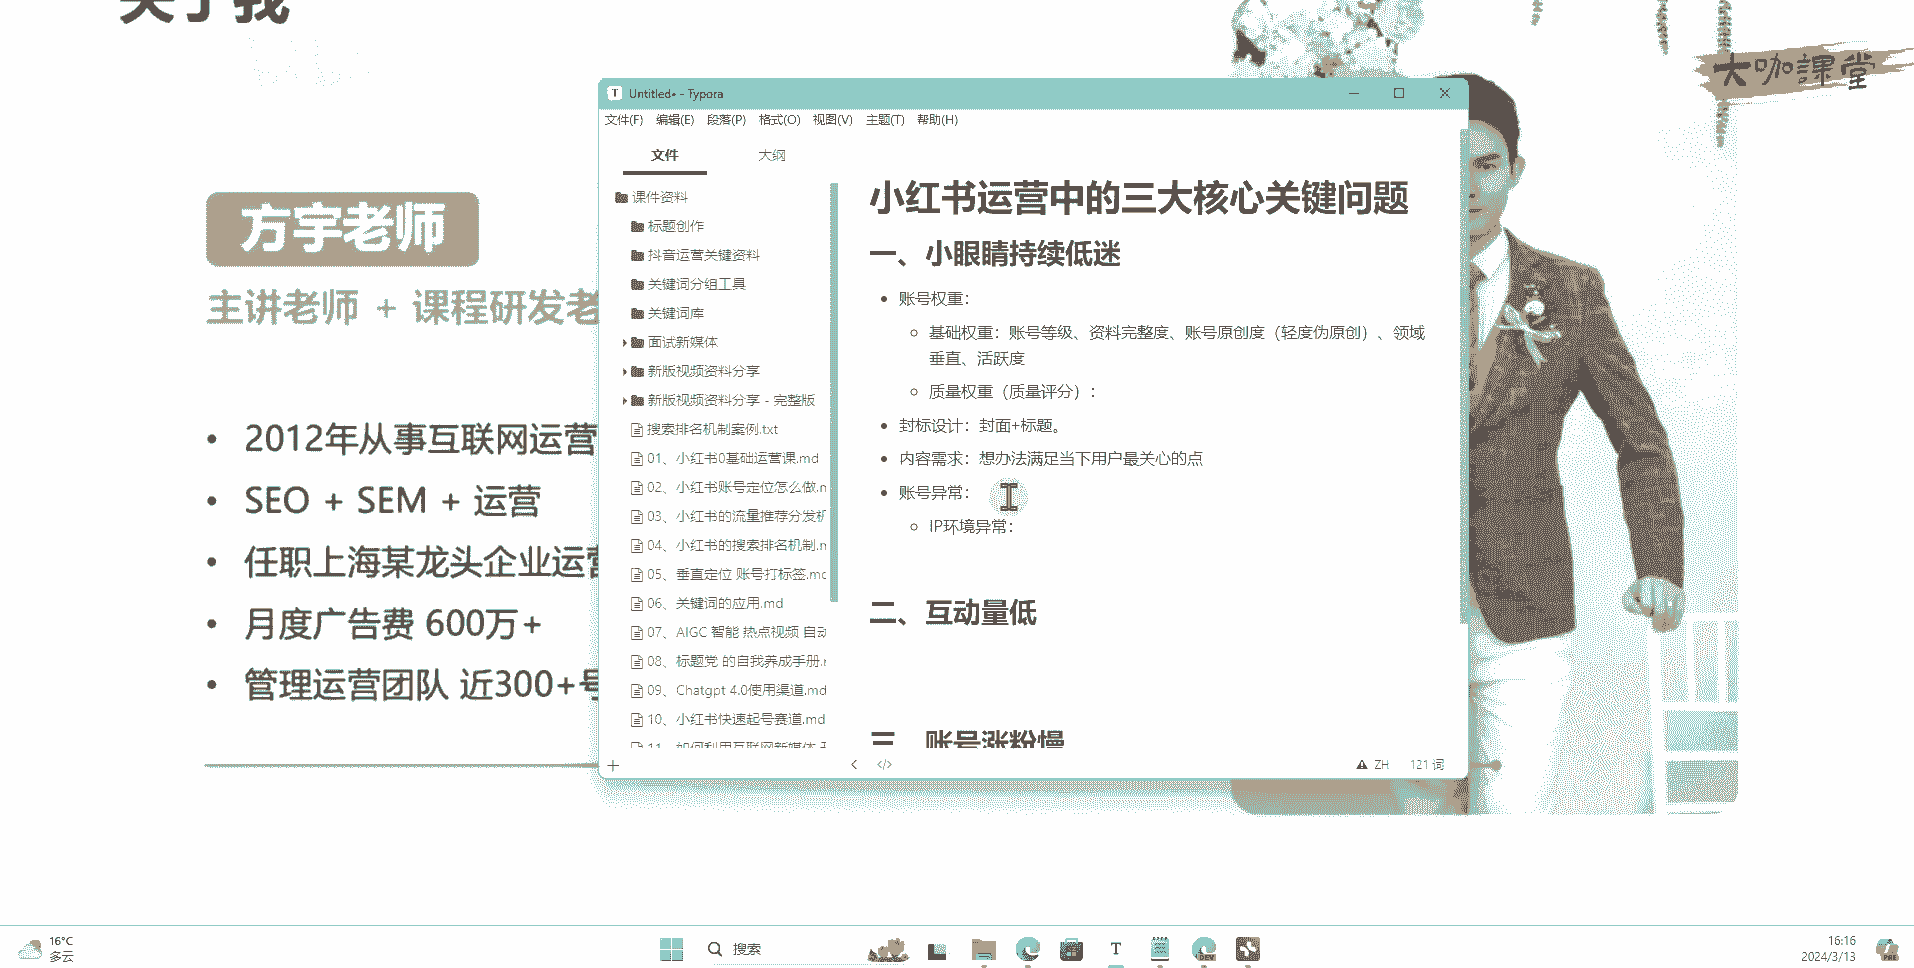 关于我
大咖課堂
方宇老师
主讲老师 + 课程研发老
2012年从事互联网运营
SEO + SEM + 运营
任职上海某龙头企业运营
月度广告费 600万+
管理运营团队 近300+号
Untitled• - Typora
文件(F) 编辑(E) 段落(P) 格式(O) 视图(V) 主题(T) 帮助(H)
文件 大纲
课件资料
标题创作
抖音运营关键资料
关键词分组工具
关键词库
面试新媒体
新版视频资料分享
新版视频资料分享 - 完整版
搜索排名机制案例.txt
01、小红书0基础运营课.md
02、小红书账号定位怎么做.m
03、小红书的流量推荐分发机
04、小红书的搜索排名机制.m
05、垂直定位 账号打标签.md
06、关键词的应用.md
07、AIGC 智能 热点视频 自动
08、标题党 的自我养成手册.m
09、Chatgpt 4.0使用渠道.md
10、小红书快速起号赛道.md
11、如何利用互联网新媒体
小红书运营中的三大核心关键问题
一、小眼睛持续低迷
账号权重：
基础权重：账号等级、资料完整度、账号原创度（轻度伪原创）、领域
垂直、活跃度
质量权重（质量评分）：
封标设计：封面+标题。
内容需求：想办法满足当下用户最关心的点
账号异常：
IP环境异常：
二、互动量低
三、账号涨粉慢
ZH 121 词
16°C
多云
搜索
DEV
16:16
2024/3/13
PRE